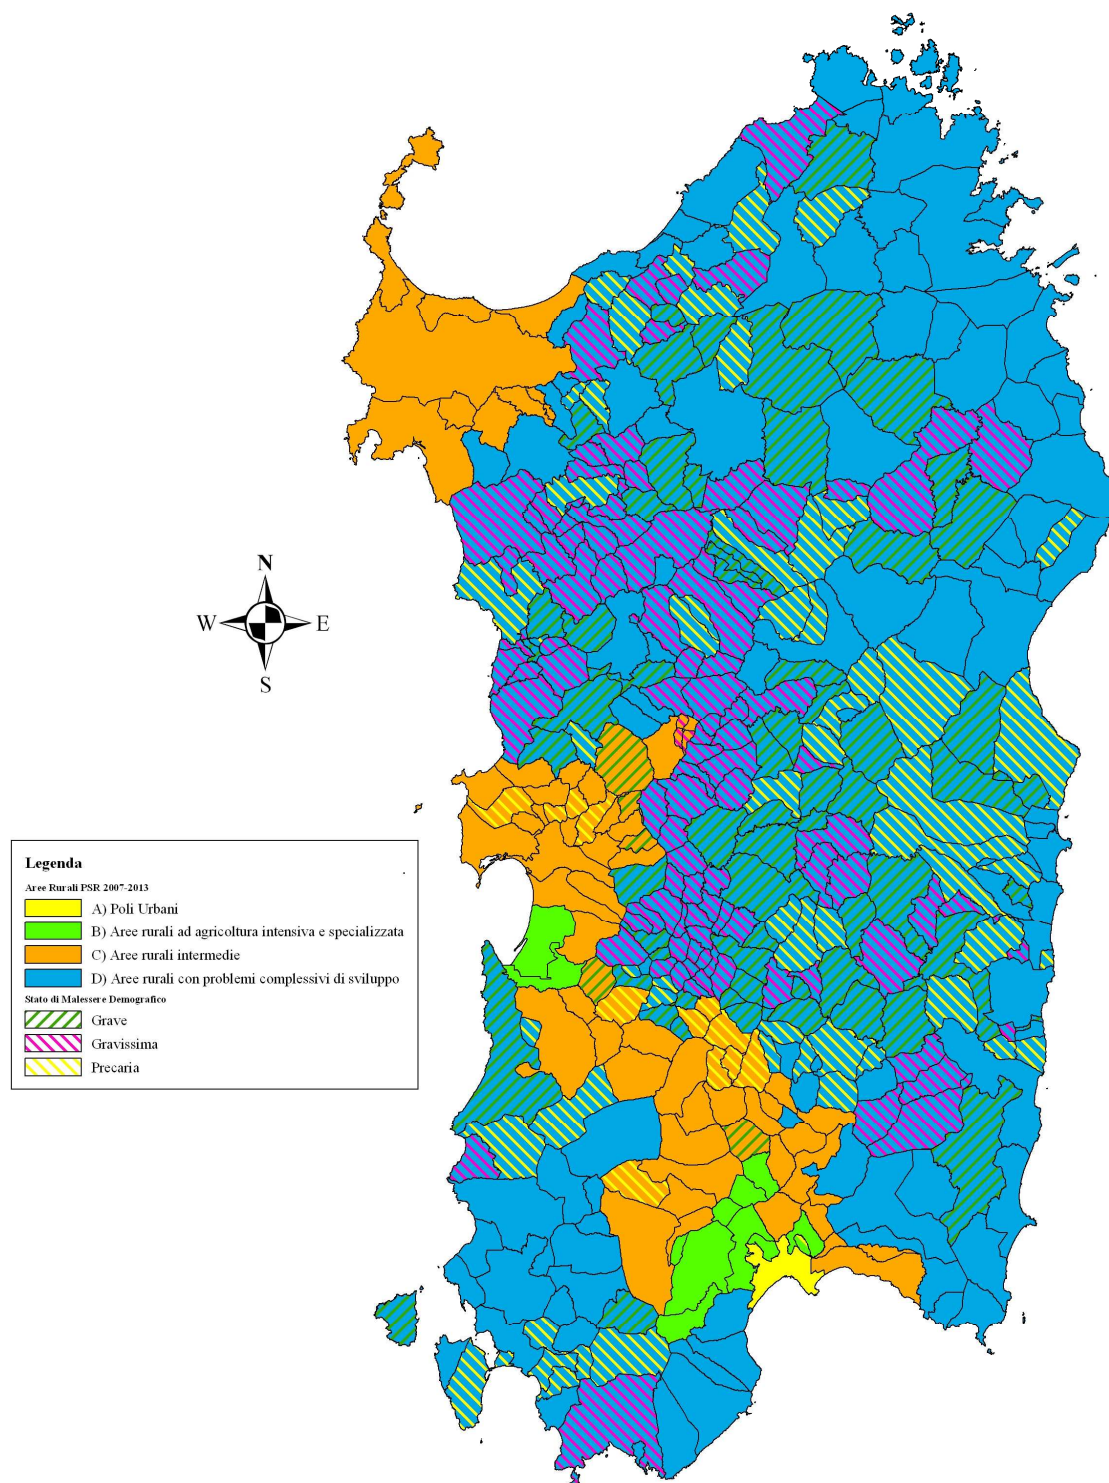 N
W E
S
Legenda
Aree Rurali PSR 2007-2013
A) Poli Urbani
B) Aree rurali ad agricoltura intensiva e specializzata
C) Aree rurali intermedie
D) Aree rurali con problemi complessivi di sviluppo
Stato di Malessere Demografico
Grave
Gravissima
Precaria